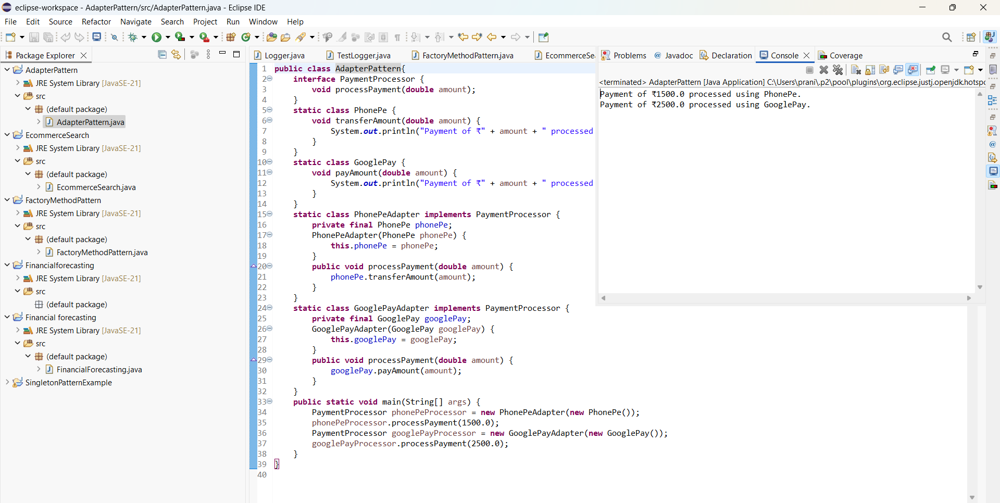 eclipse-workspace - AdapterPattern/src/AdapterPattern.java - Eclipse IDE
File Edit Source Refactor Navigate Search Project Run Window Help
Package Explorer
AdapterPattern
JRE System Library [JavaSE-21]
src
(default package)
AdapterPattern.java
EcommerceSearch
JRE System Library [JavaSE-21]
src
(default package)
EcommerceSearch.java
FactoryMethodPattern
JRE System Library [JavaSE-21]
src
(default package)
FactoryMethodPattern.java
Financialforecasting
JRE System Library [JavaSE-21]
src
(default package)
Financial forecasting
JRE System Library [JavaSE-21]
src
(default package)
FinancialForecasting.java
SingletonPatternExample
Logger.java TestLogger.java FactoryMethodPattern.java EcommerceSe
1 public class AdapterPattern{
2 interface PaymentProcessor {
3 void processPayment(double amount);
4 }
5 static class PhonePe {
6 void transferAmount(double amount) {
7 System.out.println("Payment of ₹" + amount + " processed
8 }
9 }
10 static class GooglePay {
11 void payAmount(double amount) {
12 System.out.println("Payment of ₹" + amount + " processed
13 }
14 }
15 static class PhonePeAdapter implements PaymentProcessor {
16 private final PhonePe phonePe;
17 PhonePeAdapter(PhonePe phonePe) {
18 this.phonePe = phonePe;
19 }
20 public void processPayment(double amount) {
21 phonePe.transferAmount(amount);
22 }
23 }
24 static class GooglePayAdapter implements PaymentProcessor {
25 private final GooglePay googlePay;
26 GooglePayAdapter(GooglePay googlePay) {
27 this.googlePay = googlePay;
28 }
29 public void processPayment(double amount) {
30 googlePay.payAmount(amount);
31 }
32 }
33 public static void main(String[] args) {
34 PaymentProcessor phonePeProcessor = new PhonePeAdapter(new PhonePe());
35 phonePeProcessor.processPayment(1500.0);
36 PaymentProcessor googlePayProcessor = new GooglePayAdapter(new GooglePay());
37 googlePayProcessor.processPayment(2500.0);
38 }
39 }
40
Problems @ Javadoc Declaration Console Coverage
<terminated> AdapterPattern [Java Application] C:\Users\prani\.p2\pool\plugins\org.eclipse.justj.openjdk.hotspo
Payment of ₹1500.0 processed using PhonePe.
Payment of ₹2500.0 processed using GooglePay.